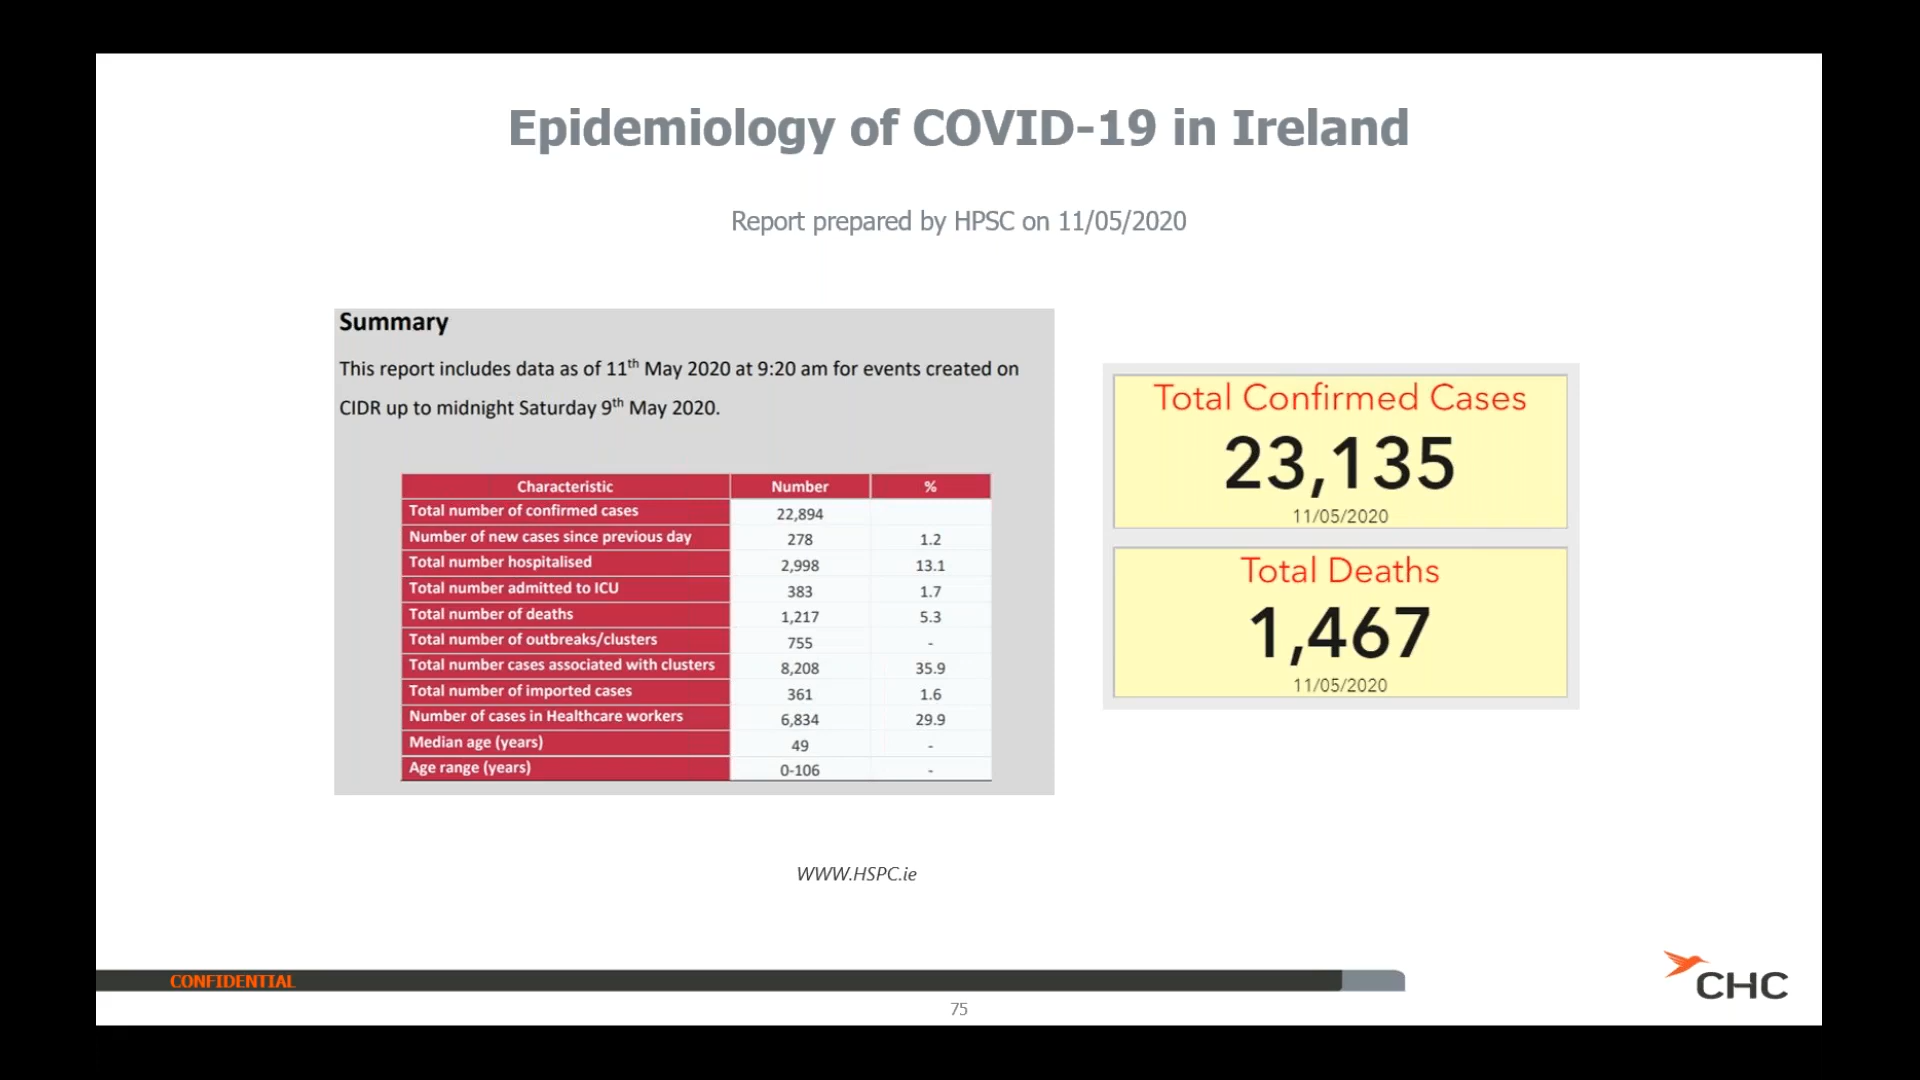 Epidemiology of COVID-19 in Ireland
Report prepared by HPSC on 11/05/2020
Summary
This report includes data as of 11th May 2020 at 9:20 am for events created on
CIDR up to midnight Saturday 9th May 2020.
Characteristic Number %
Total number of confirmed cases 22,894
Number of new cases since previous day 278 1.2
Total number hospitalised 2,998 13.1
Total number admitted to ICU 383 1.7
Total number of deaths 1,217 5.3
Total number of outbreaks/clusters 755 -
Total number cases associated with clusters 8,208 35.9
Total number of imported cases 361 1.6
Number of cases in Healthcare workers 6,834 29.9
Median age (years) 49 -
Age range (years) 0-106 -
Total Confirmed Cases
23,135
11/05/2020
Total Deaths
1,467
11/05/2020
WWW.HSPC.ie
CONFIDENTIAL
CHC
75